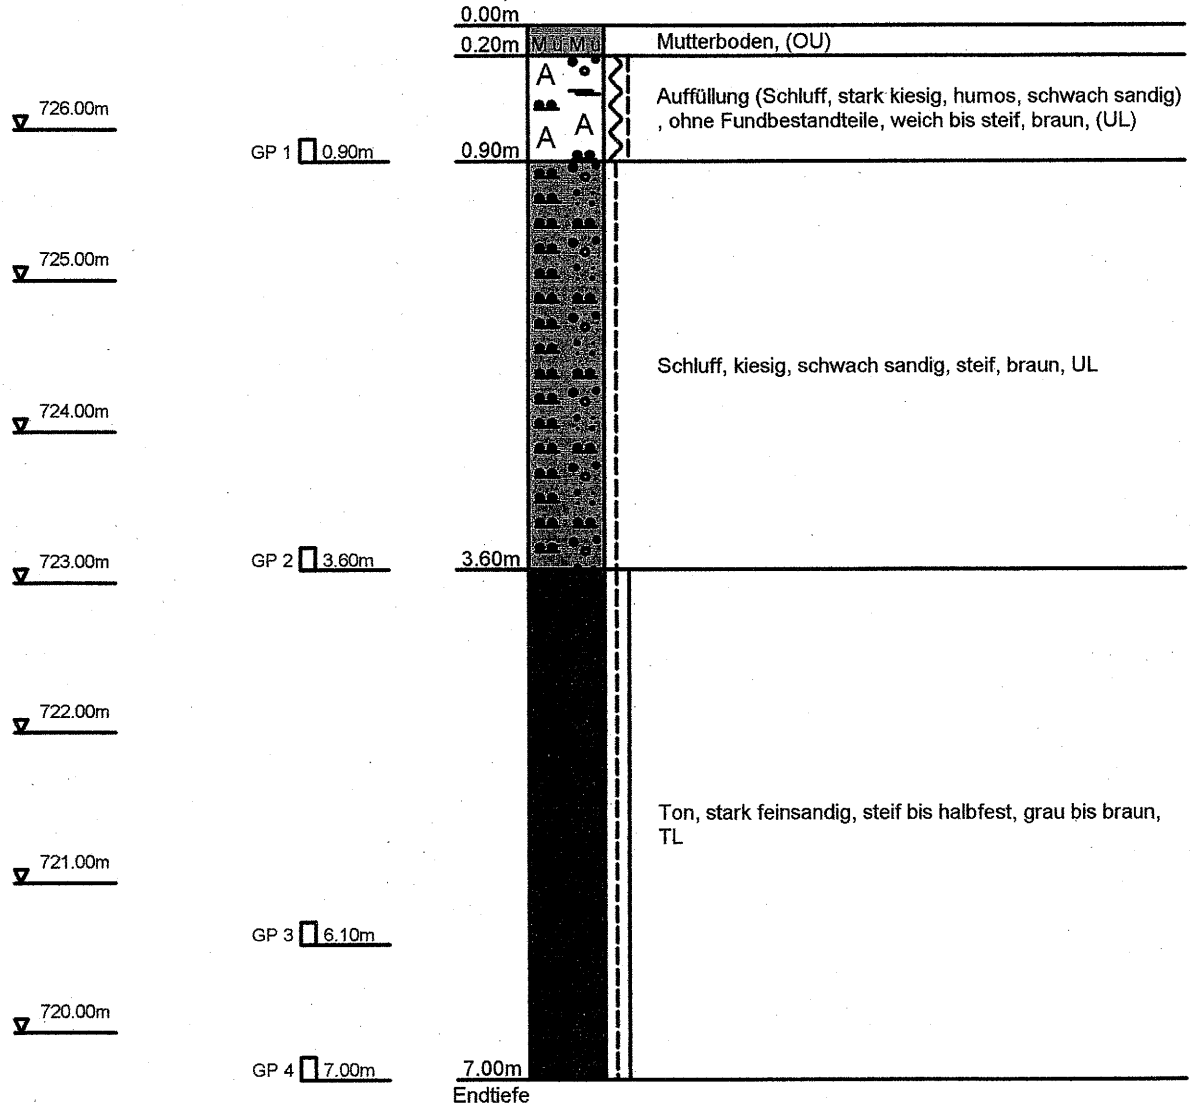 0.00m
0.20m
Mu Mu
Mutterboden, (OU)
A
A
A
Auffüllung (Schluff, stark kiesig, humos, schwach sandig)
, ohne Fundbestandteile, weich bis steif, braun, (UL)
726.00m
GP 1 0.90m
0.90m
725.00m
Schluff, kiesig, schwach sandig, steif, braun, UL
724.00m
723.00m
GP 2 3.60m
3.60m
722.00m
Ton, stark feinsandig, steif bis halbfest, grau bis braun,
TL
721.00m
GP 3 6.10m
720.00m
GP 4 7.00m
7.00m
Endtiefe